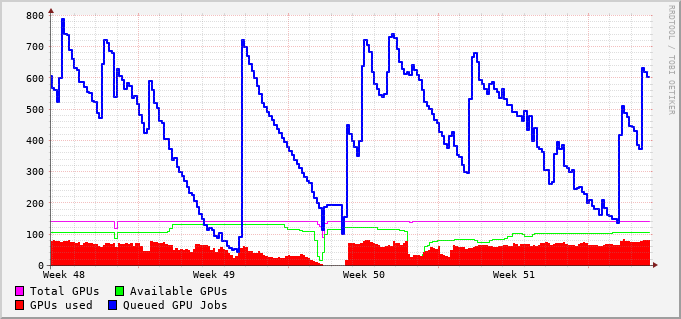 800
700
600
500
400
300
200
100
0
Week 48 Week 49 Week 50 Week 51
Total GPUs Available GPUs
GPUs used Queued GPU Jobs
RRDTOOL / TOBI OETIKER